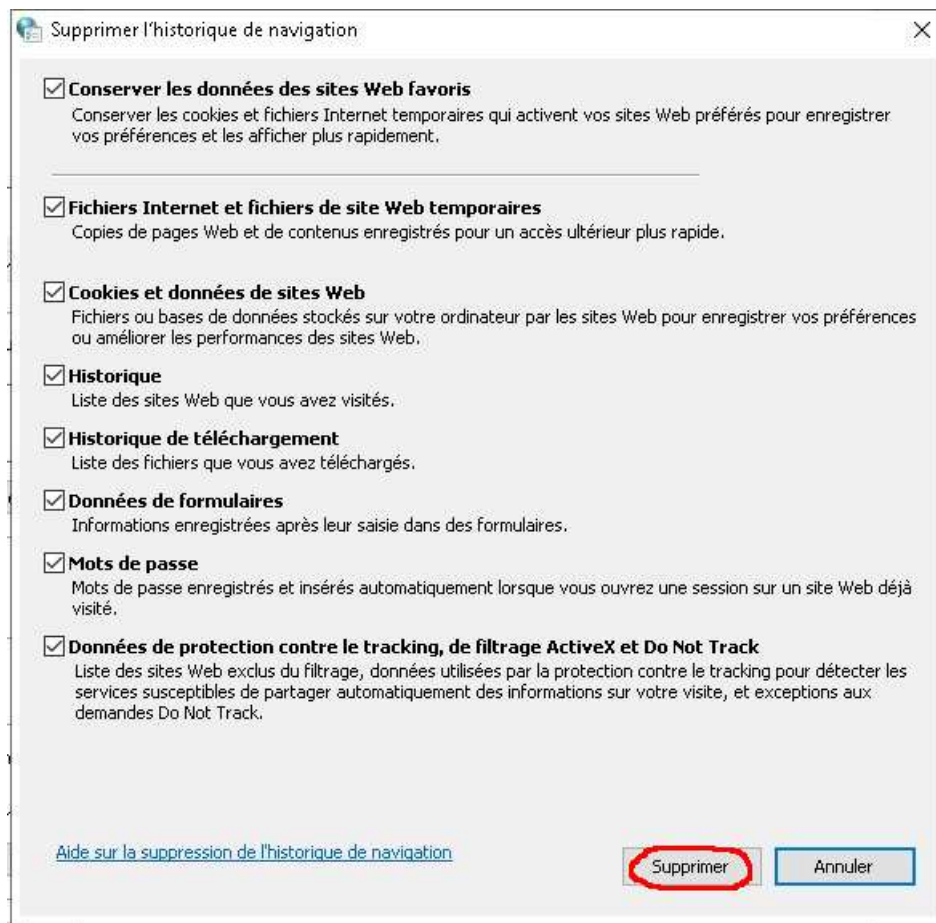 Supprimer l'historique de navigation
Conserver les données des sites Web favoris
Conserver les cookies et fichiers Internet temporaires qui activent vos sites Web préférés pour enregistrer
vos préférences et les afficher plus rapidement.
Fichiers Internet et fichiers de site Web temporaires
Copies de pages Web et de contenus enregistrés pour un accès ultérieur plus rapide.
Cookies et données de sites Web
Fichiers ou bases de données stockés sur votre ordinateur par les sites Web pour enregistrer vos préférences
ou améliorer les performances des sites Web.
Historique
Liste des sites Web que vous avez visités.
Historique de téléchargement
Liste des fichiers que vous avez téléchargés.
Données de formulaires
Informations enregistrées après leur saisie dans des formulaires.
Mots de passe
Mots de passe enregistrés et insérés automatiquement lorsque vous ouvrez une session sur un site Web déjà
visité.
Données de protection contre le tracking, de filtrage ActiveX et Do Not Track
Liste des sites Web exclus du filtrage, données utilisées par la protection contre le tracking pour détecter les
services susceptibles de partager automatiquement des informations sur votre visite, et exceptions aux
demandes Do Not Track.
Aide sur la suppression de l'historique de navigation
Supprimer
Annuler